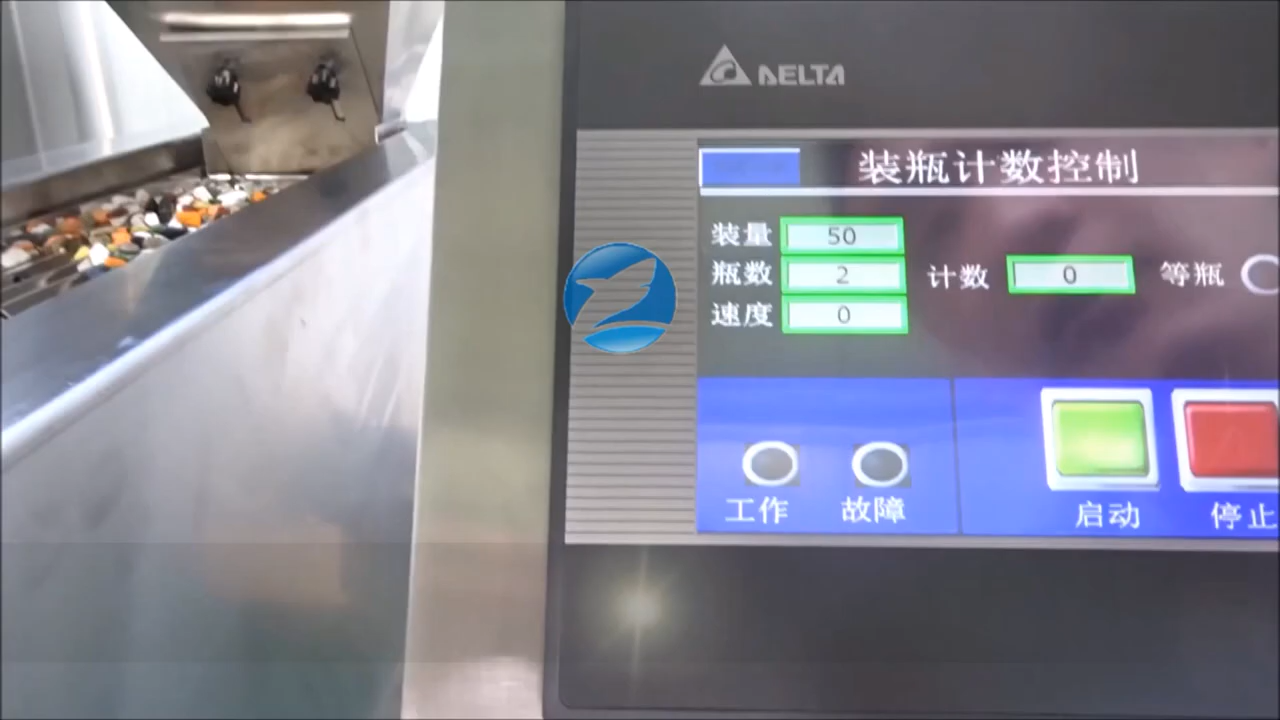 DELTA
装瓶计数控制
装量 50
瓶数 2 计数 0 等瓶
速度 0
工作 故障 启动 停止